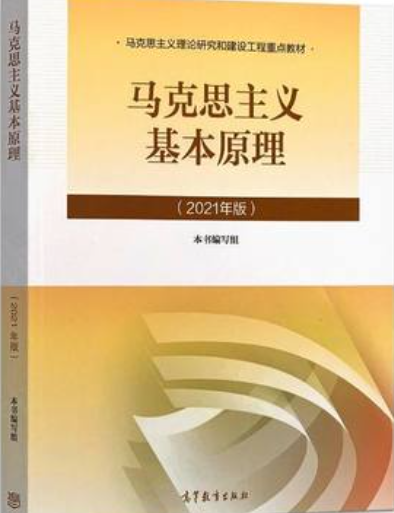 · 马克思主义理论研究和建设工程重点教材 ·
马克思主义
基本原理
（2021年版）
本书编写组
高等教育出版社
马克思主义基本原理
（2021年版）
本书编写组